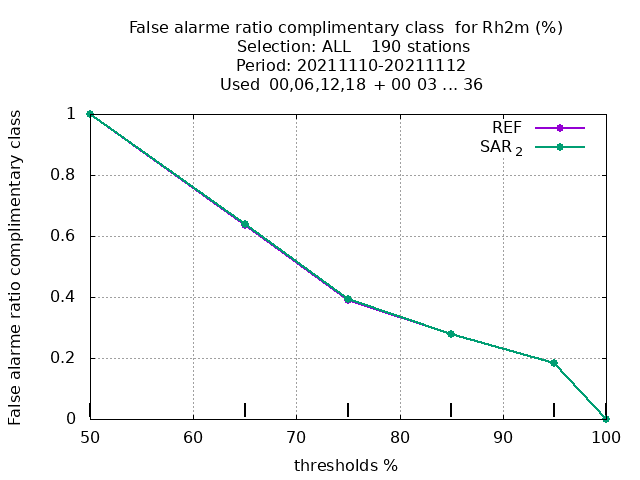 False alarme ratio complimentary class  for Rh2m (%)
Selection: ALL    190 stations
Period: 20211110-20211112
Used  00,06,12,18  + 00 03 ... 36
False alarme ratio complimentary class
1
0.8
0.6
0.4
0.2
0
REF
SAR 2
50 60 70 80 90 100
thresholds %